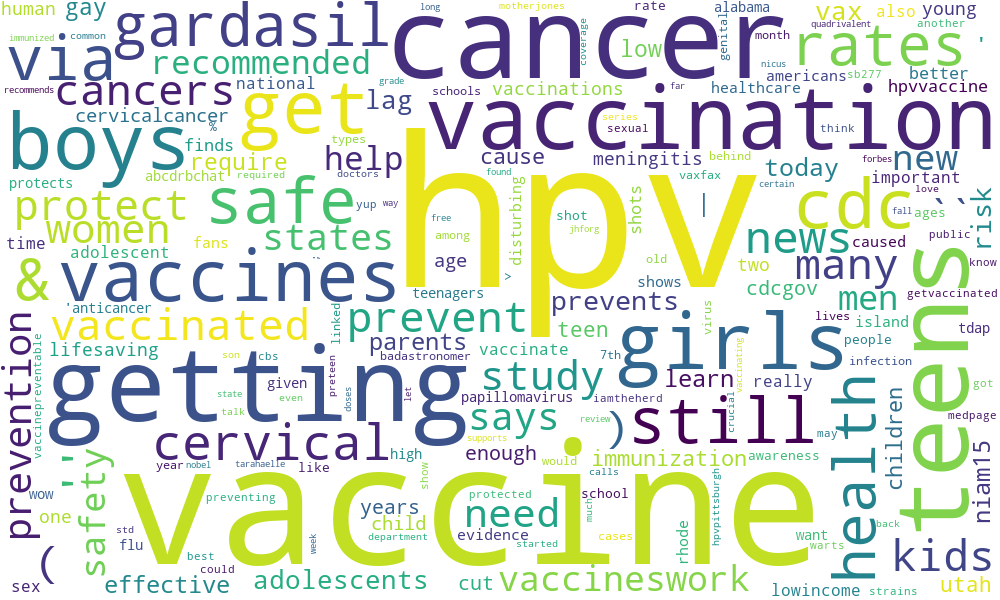 human
gay
gardasil
long
motherjones
rate
alabama
vax
also
young
immunized
common
cancer
coverage
low
genital
month
quadrivalent
another
'
via
recommended
rates
nicus
better
recommends
cancers
national
get
lag
grade
schools
vaccinations
far
americans
healthcare
sb277
hpvvaccine
boys
cervicalcancer
%
finds
types
vaccination
series
sexual
think
help
cause
meningitis
behind
today
forbes
new
protects
abcdrbchat
require
required
doctors
hpv
found
vaxfax
certain
important
love
``
protect
safe
yup
way
free
disturbing
shot
shots
|
cdc
fall
ages
risk
women
fans
states
among
jhforg
news
caused
public
time
adolescent
age
>
old
two
many
know
&
vaccines
teenagers
shows
cdcgov
men
getvaccinated
'anticancer
prevents
virus
lives
island
teens
vaccinated
linked
prevent
teen
girls
people
tdap
prevention
lifesaving
parents
vaccinate
7th
infection
vaccinepreventable
son
cbs
badastronomer
study
learn
really
vaccinating
got
getting
given
preteen
doses
let
papillomavirus
iamtheherd
crucial
state
even
talk
says
review
)
still
may
health
children
medpage
''
cervical
supports
enough
calls
immunization
awareness
niam15
year
nobel
tarahaelle
like
high
show
would
wow
safety
vaccine
preventing
years
protected
need
much
school
hpvpittsburgh
want
back
one
child
started
rhode
warts
std
department
evidence
cases
kids
flu
week
(
best
could
sex
effective
adolescents
cut
vaccineswork
lowincome
strains
utah